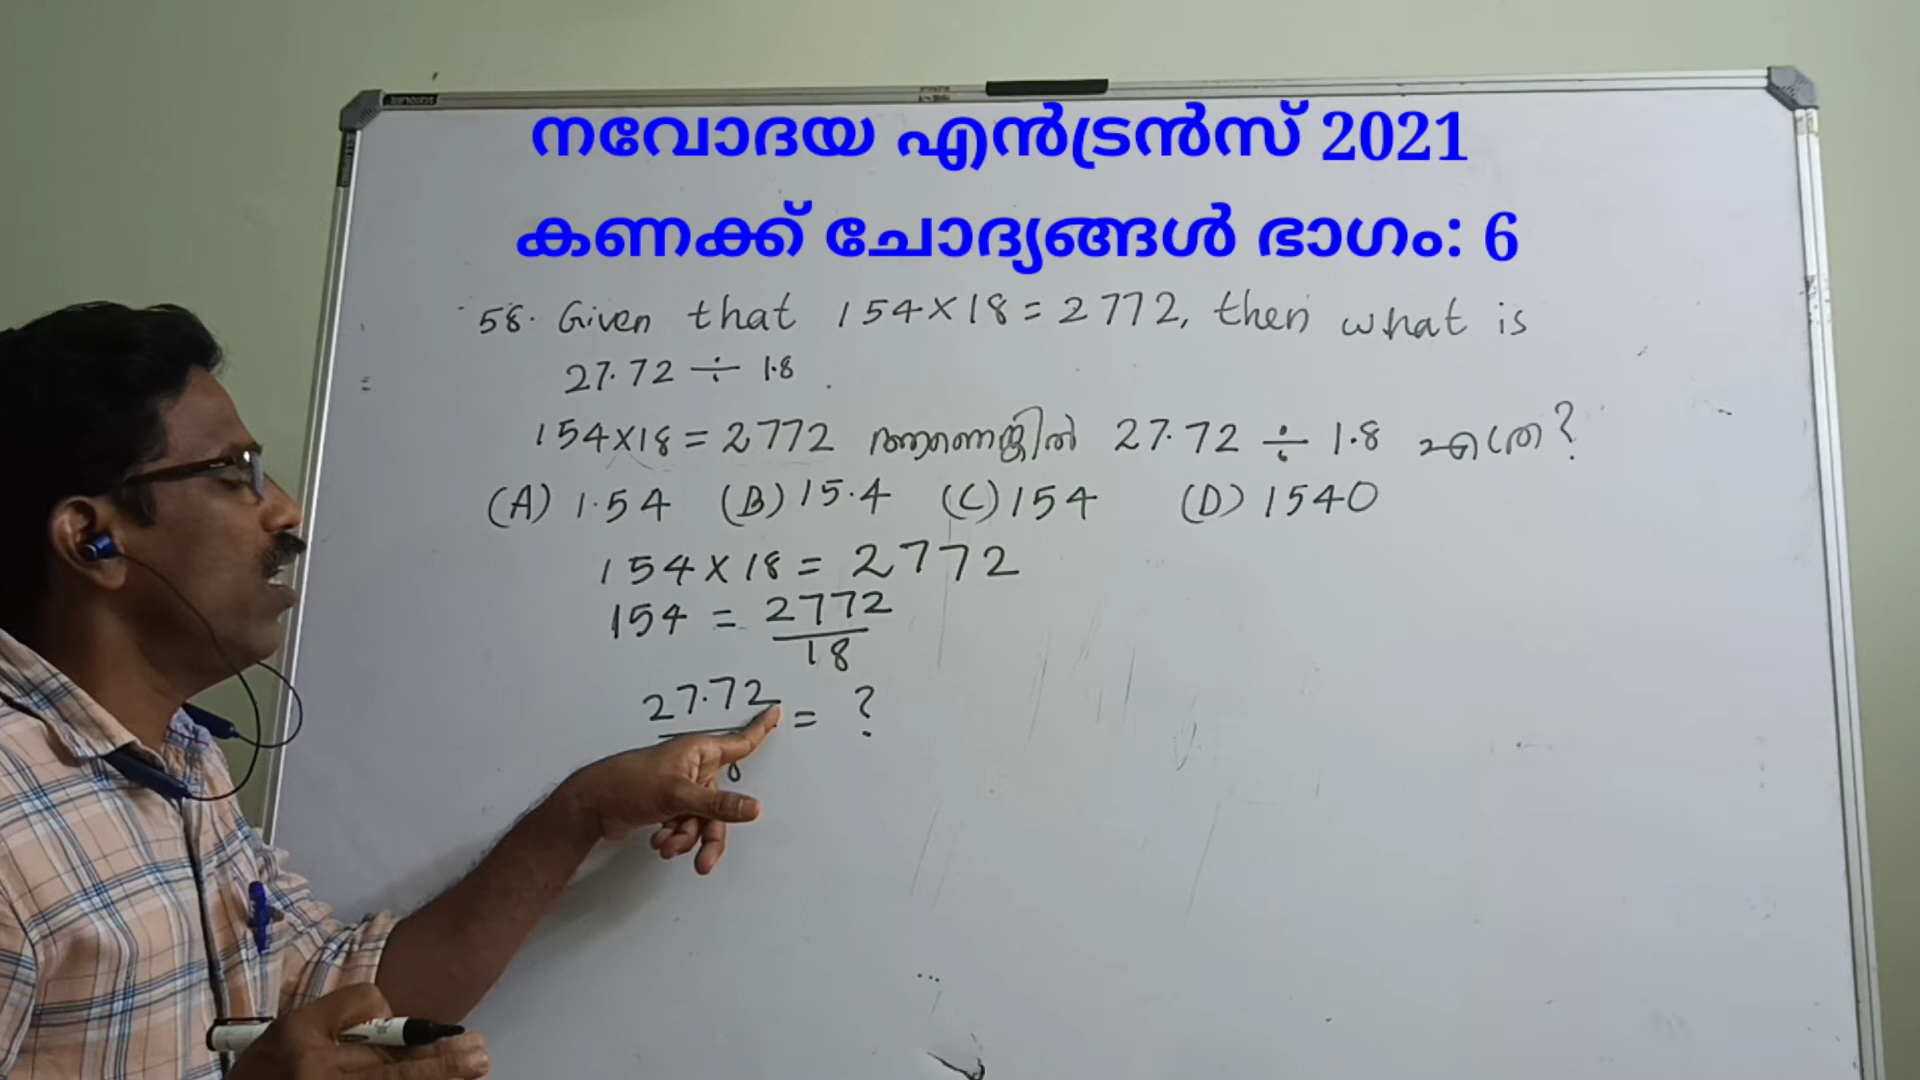 നവോദയ എൻട്രൻസ് 2021
കണക്ക് ചോദ്യങ്ങൾ ഭാഗം: 6
58. Given that 154×18=2772, then what is
27.72 ÷ 1.8
154×18=2772 ആണെങ്കിൽ 27.72 ÷ 1.8 എത്ര?
(A) 1.54 (B) 15.4 (C) 154 (D) 1540
154×18= 2772
154 = 2772
18
27.72 = ?
8